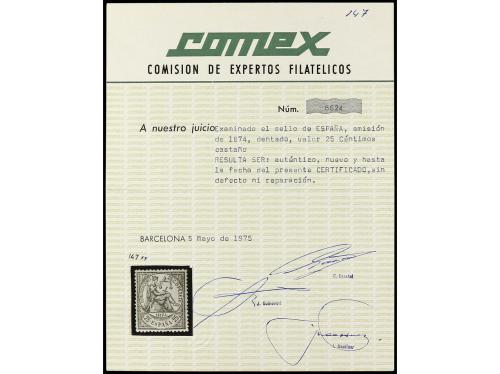 147
comex
COMISION DE EXPERTOS FILATELICOS
Núm. 6624
A nuestro juicio Examinado el sello de ESPAÑA, emisión
de 1874, dentado, valor 25 Céntimos
castaño
RESULTA SER: auténtico, nuevo y hasta
la fecha del presente CERTIFICADO, sin
defecto ni reparación.
BARCELONA 5 Mayo de 1975
147
ESPAÑA